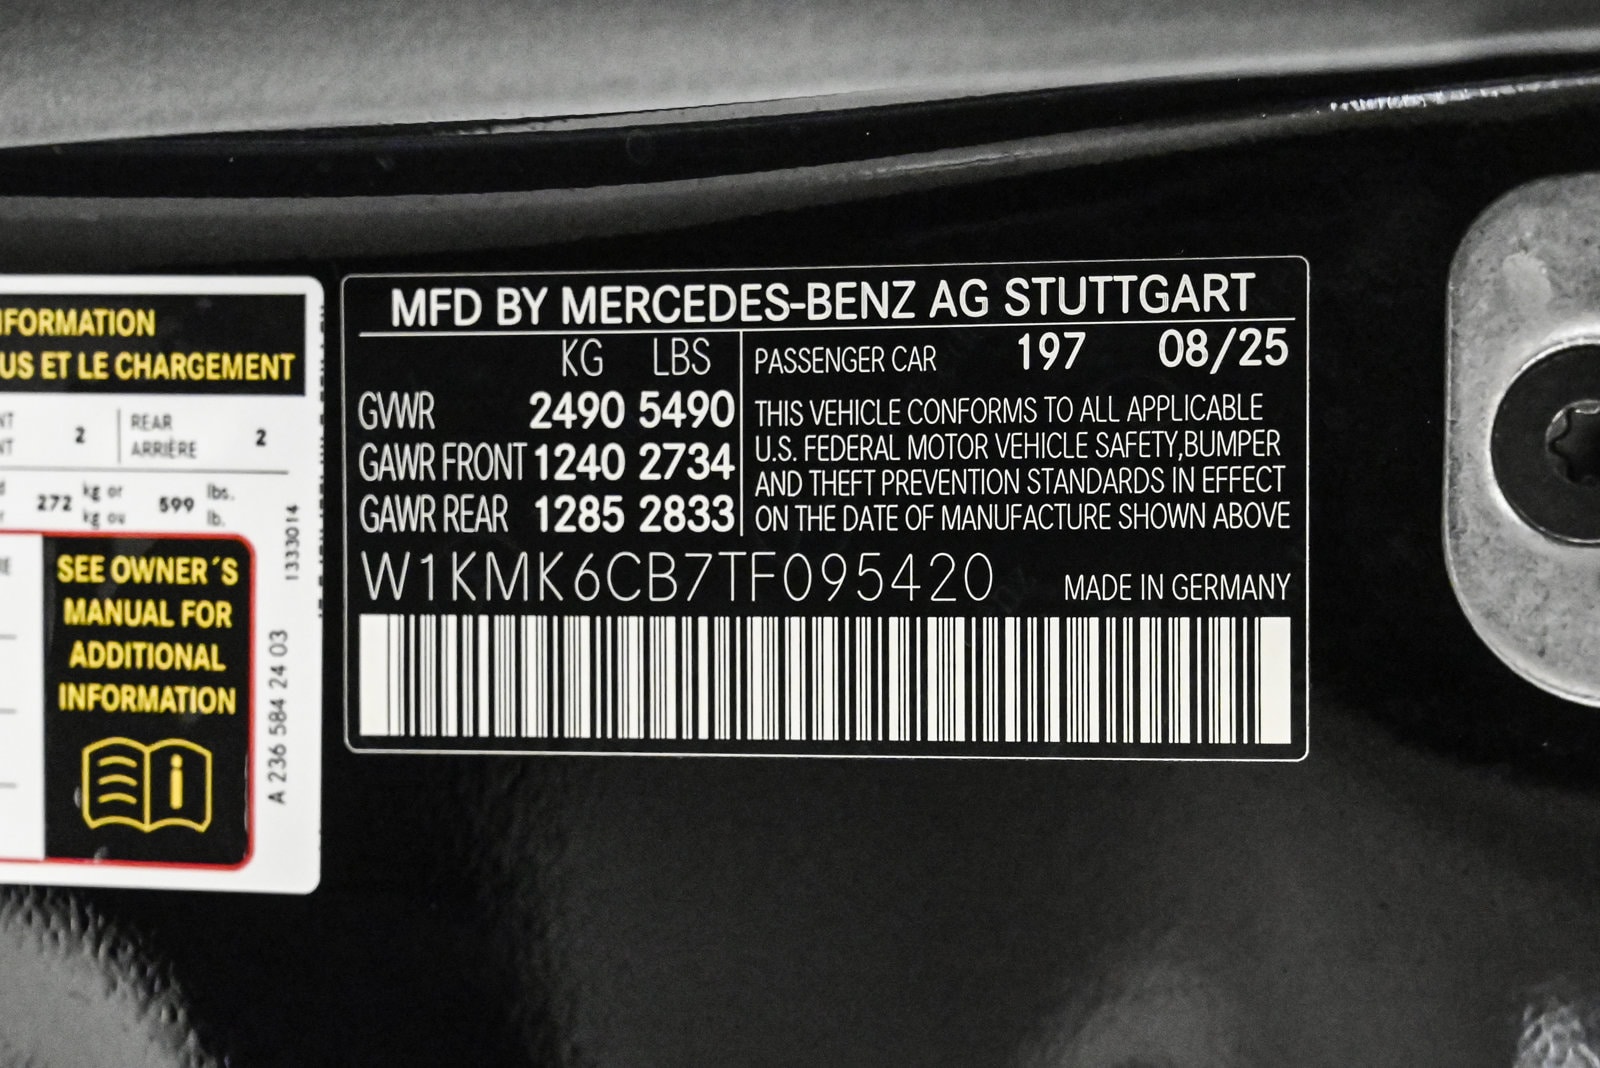 NFORMATION
US ET LE CHARGEMENT
NT 2 REAR 2
NT ARRIÈRE
272 kg or 599 lbs.
kg ou lb.
1333014
SEE OWNER´S
MANUAL FOR
ADDITIONAL
INFORMATION
i
A 236 584 24 03
MFD BY MERCEDES-BENZ AG STUTTGART
KG LBS
GVWR 2490 5490
GAWR FRONT 1240 2734
GAWR REAR 1285 2833
PASSENGER CAR 197 08/25
THIS VEHICLE CONFORMS TO ALL APPLICABLE
U.S. FEDERAL MOTOR VEHICLE SAFETY,BUMPER
AND THEFT PREVENTION STANDARDS IN EFFECT
ON THE DATE OF MANUFACTURE SHOWN ABOVE
W1KMK6CB7TF095420 MADE IN GERMANY